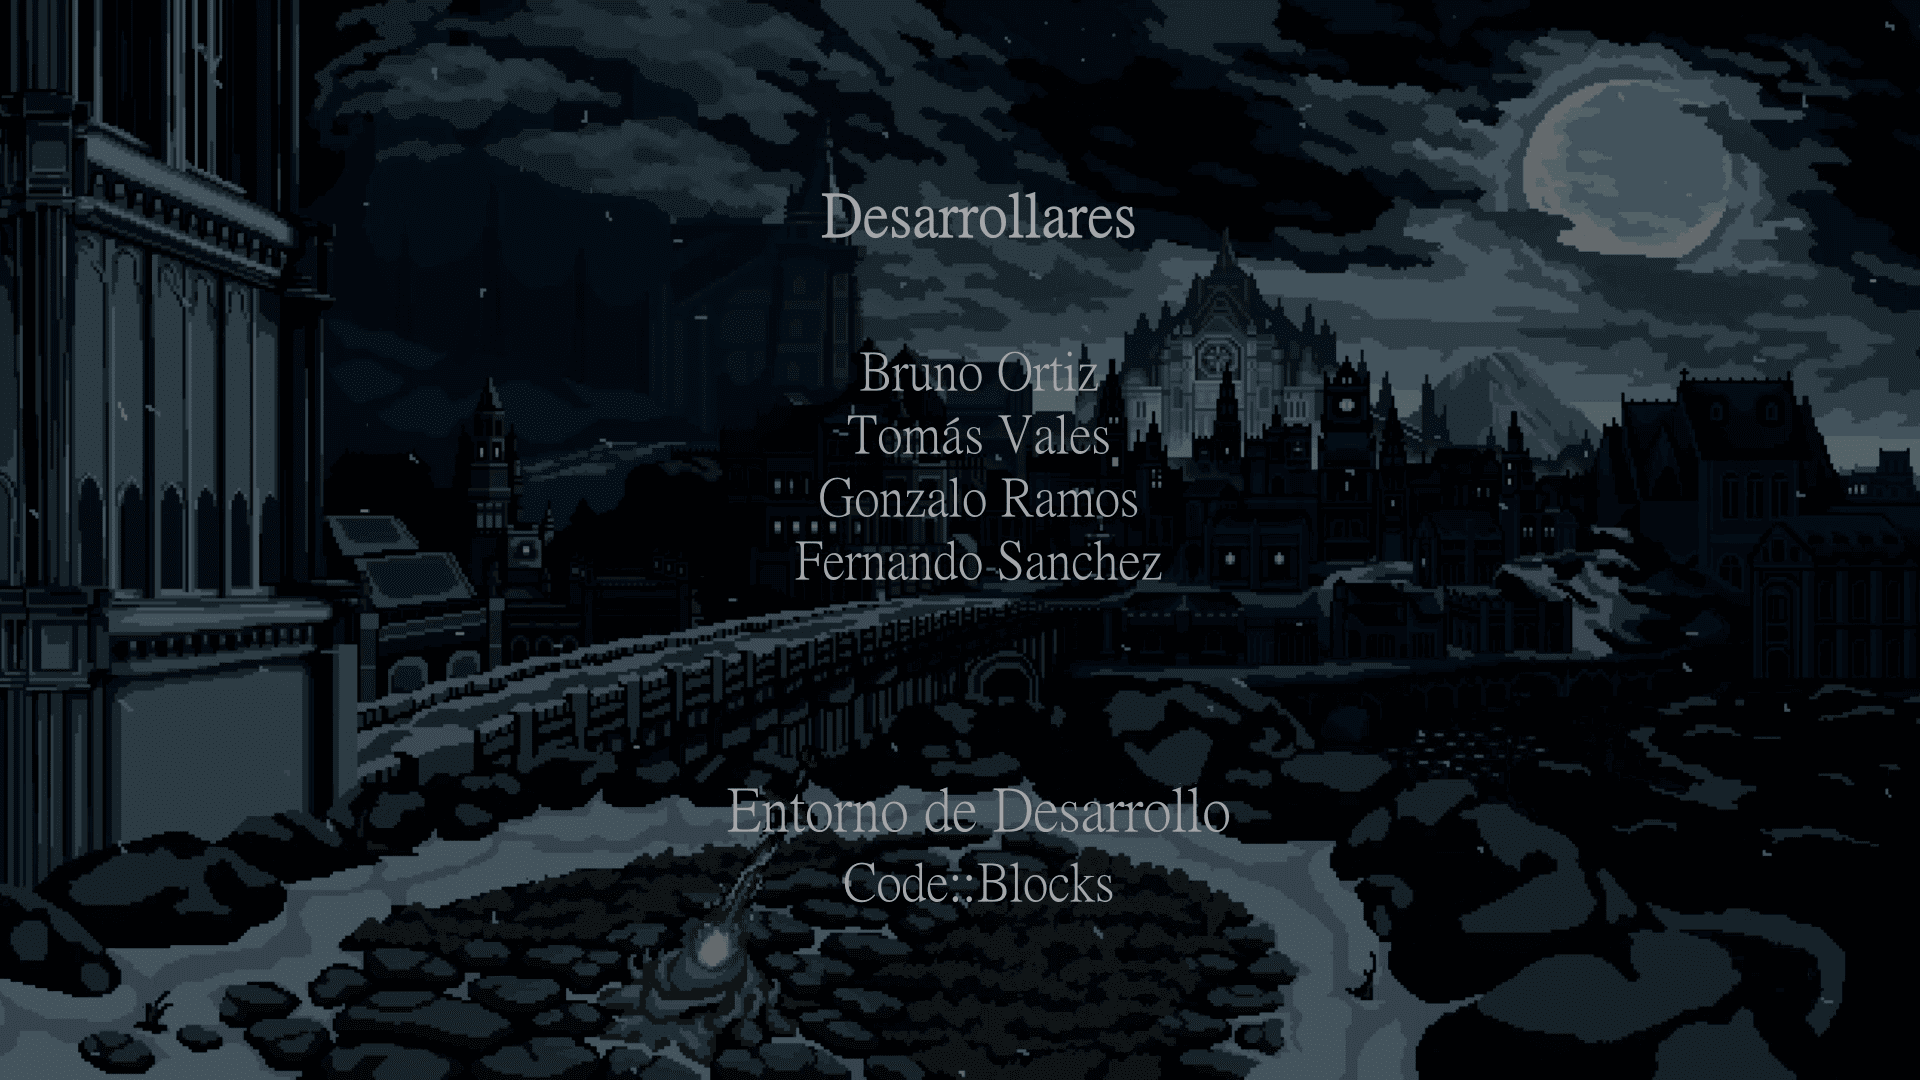 Desarrollares
Bruno Ortiz
Tomás Vales
Gonzalo Ramos
Fernando Sanchez
Entorno de Desarrollo
Code::Blocks